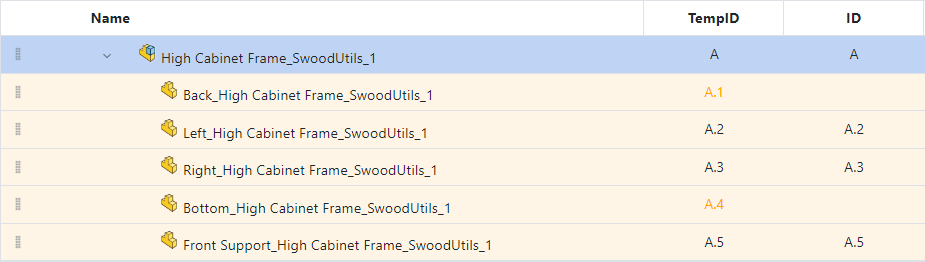 Name TempID ID
High Cabinet Frame_SwoodUtils_1 A A
Back_High Cabinet Frame_SwoodUtils_1 A.1
Left_High Cabinet Frame_SwoodUtils_1 A.2 A.2
Right_High Cabinet Frame_SwoodUtils_1 A.3 A.3
Bottom_High Cabinet Frame_SwoodUtils_1 A.4
Front Support_High Cabinet Frame_SwoodUtils_1 A.5 A.5